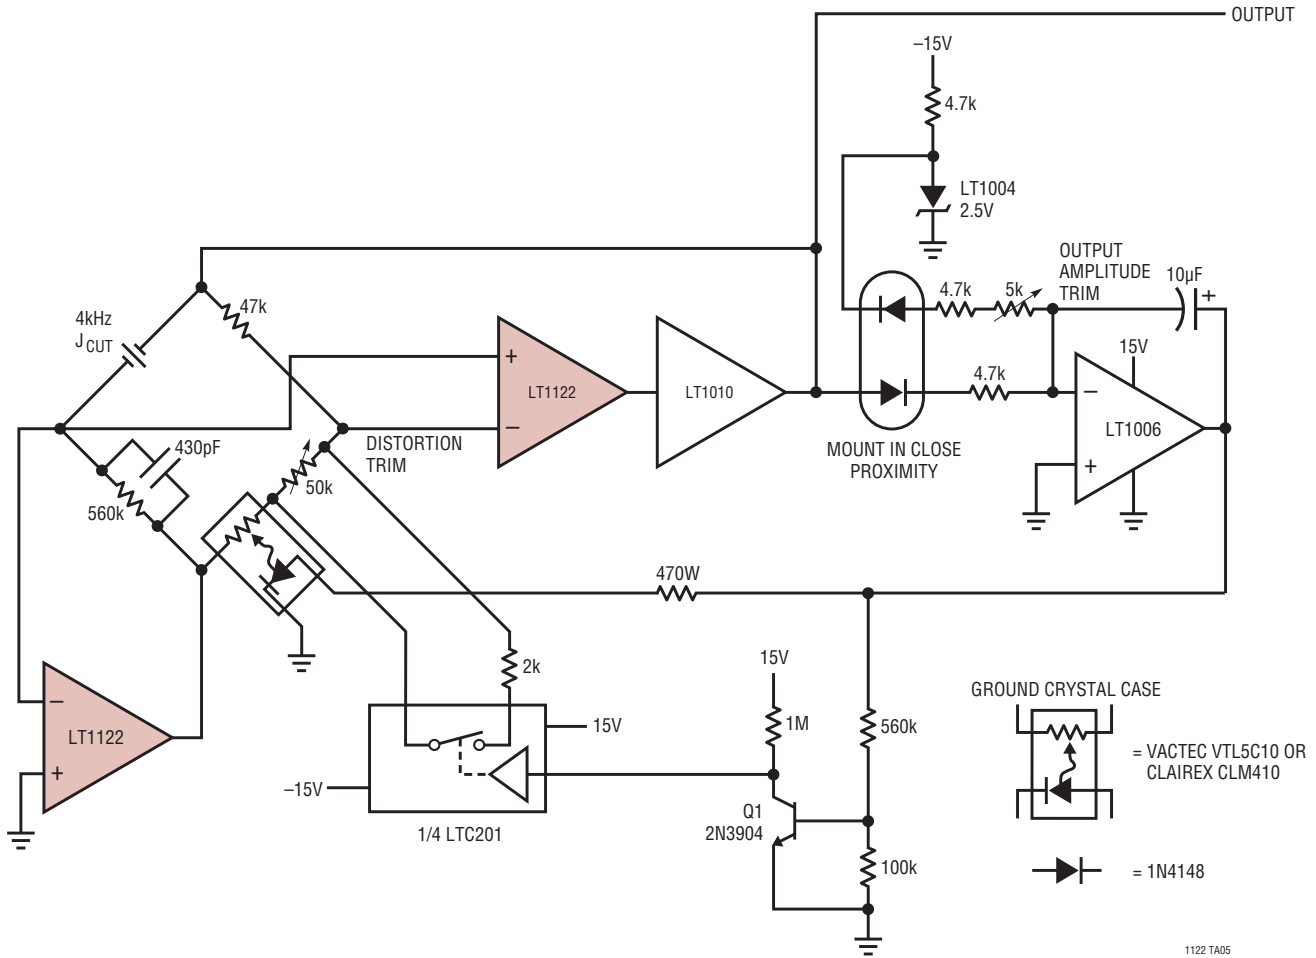 OUTPUT
–15V
4.7k
LT1004
2.5V
OUTPUT
AMPLITUDE
TRIM
10µF
+
4.7k
5k
47k
4kHz
JCUT
+
LT1122
–
LT1010
4.7k
15V
–
LT1006
+
MOUNT IN CLOSE
PROXIMITY
DISTORTION
TRIM
430pF
50k
560k
470W
2k
15V
GROUND CRYSTAL CASE
–
LT1122
+
15V
1M
560k
= VACTEC VTL5C10 OR
CLAIREX CLM410
–15V
Q1
2N3904
1/4 LTC201
100k
= 1N4148
1122 TA05